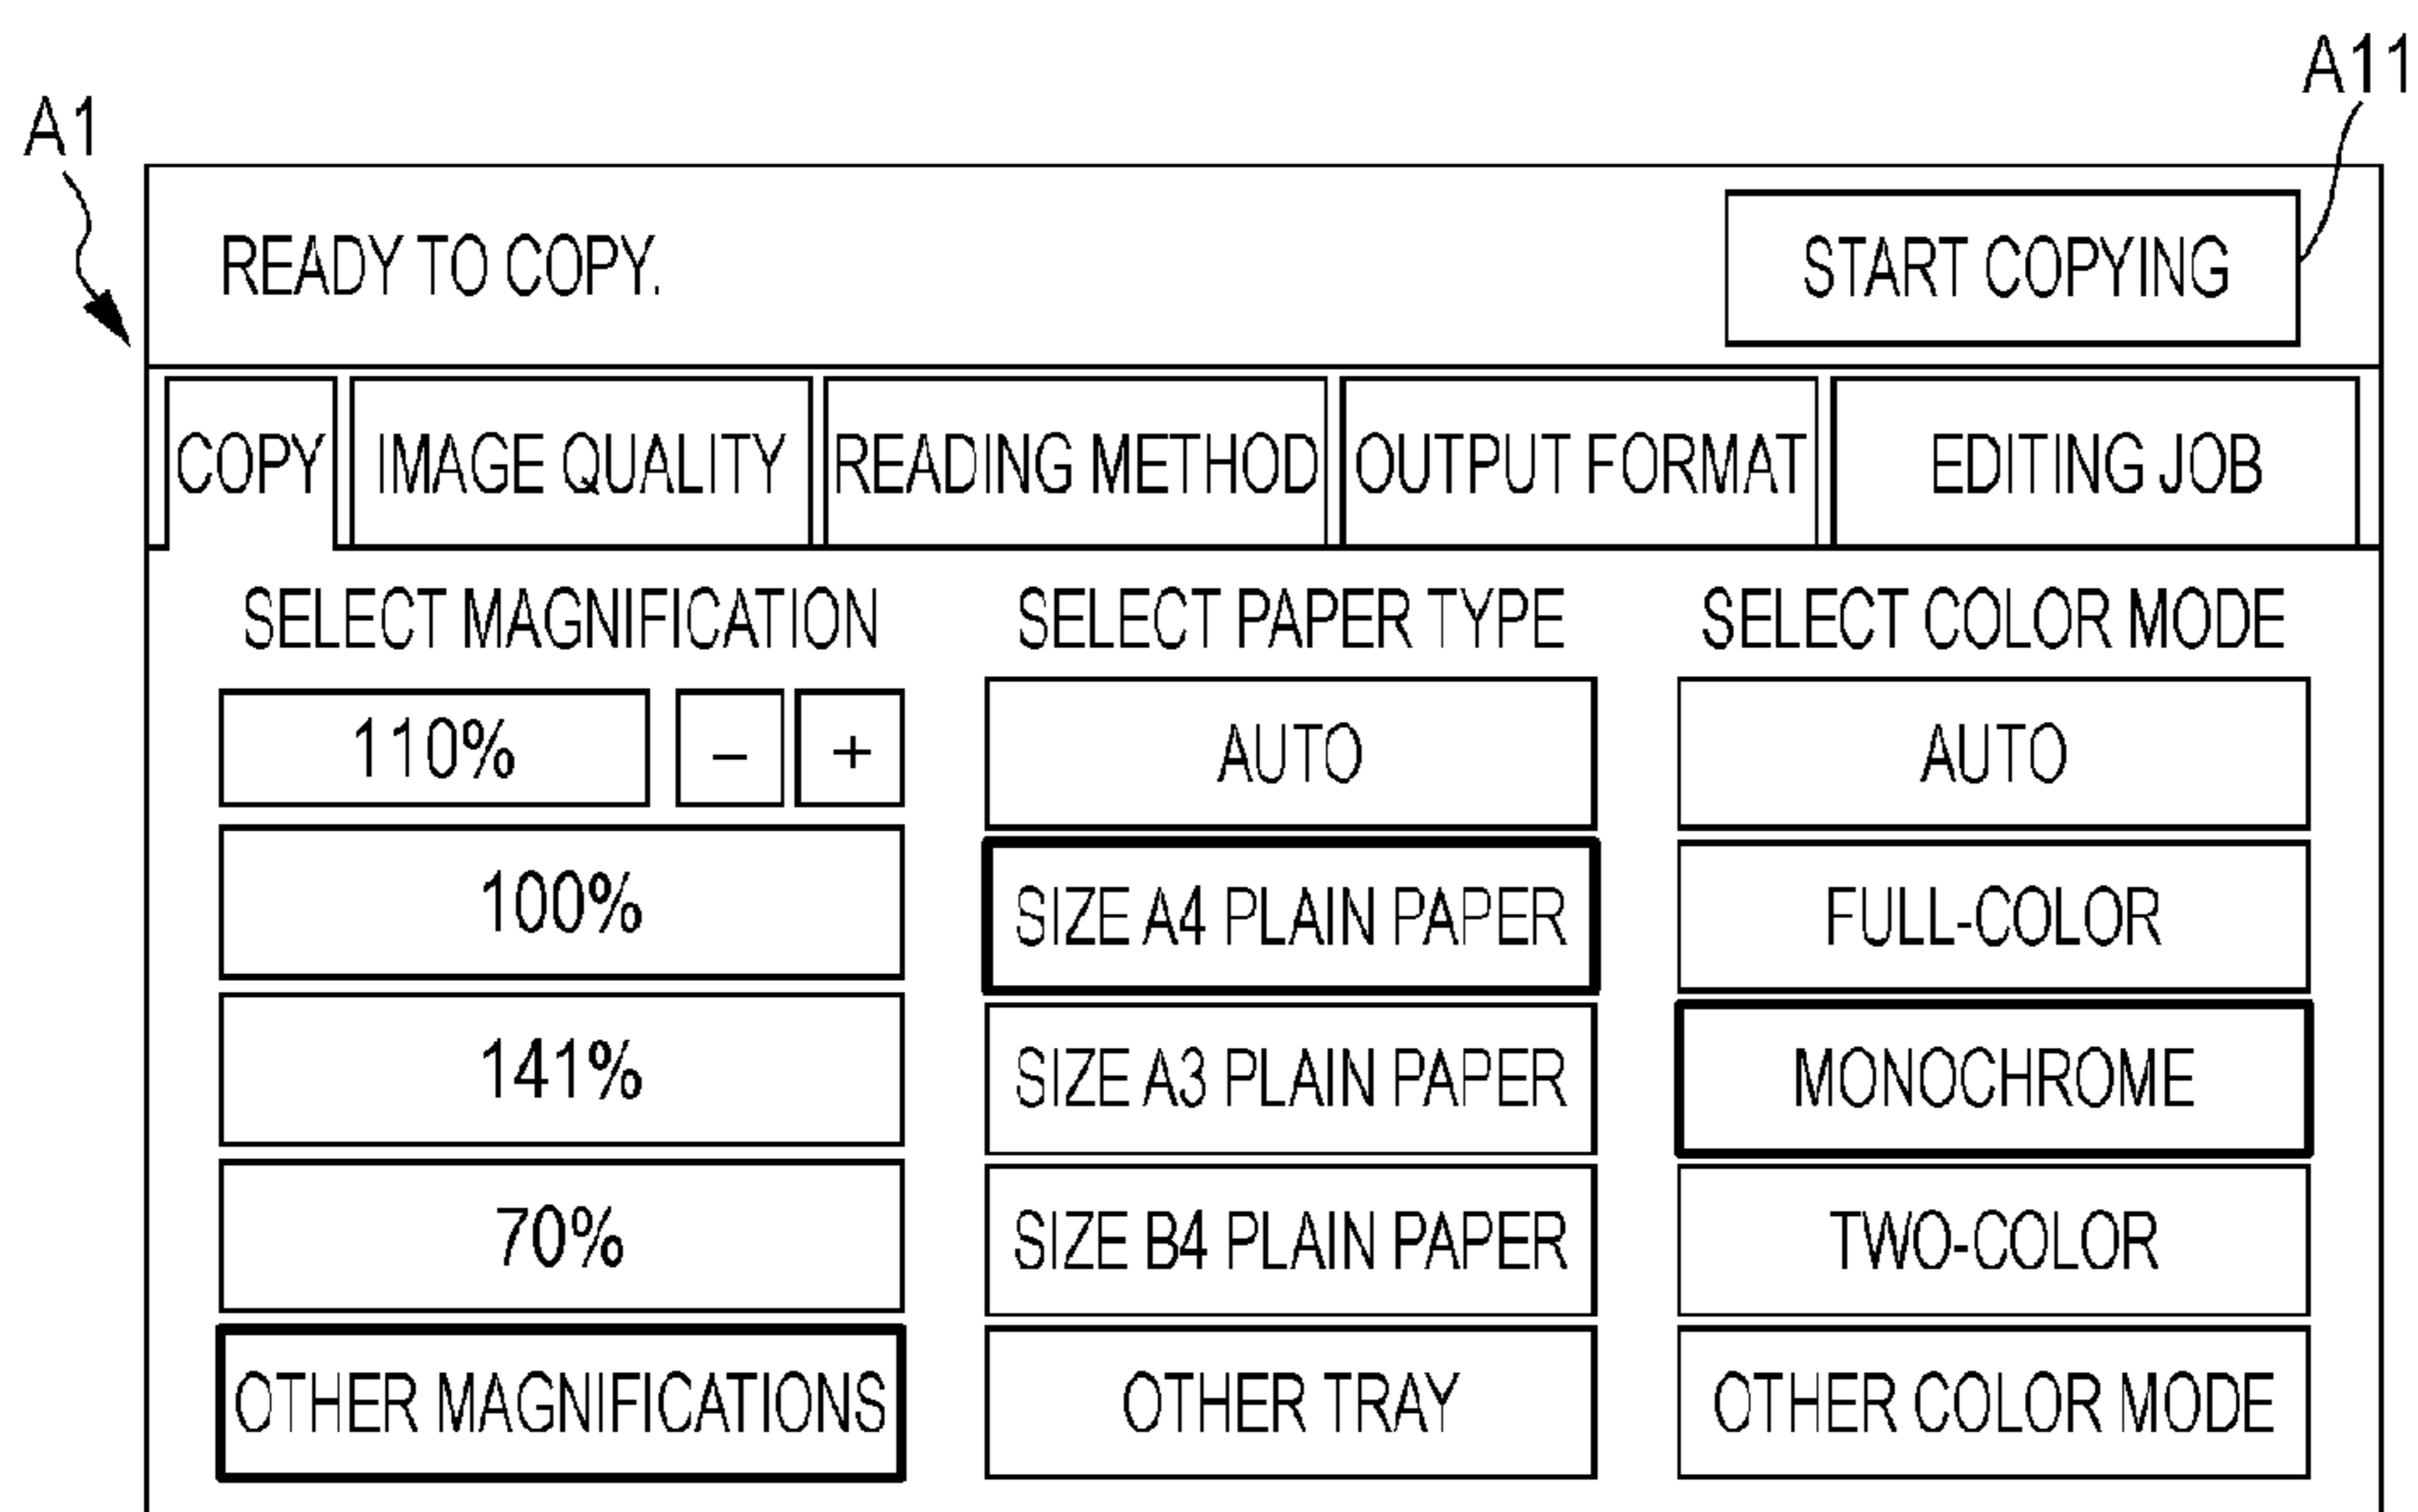 A11
A1
READY TO COPY.
START COPYING
COPY
IMAGE QUALITY
READING METHOD
OUTPUT FORMAT
EDITING JOB
SELECT MAGNIFICATION
110%
–
+
100%
141%
70%
OTHER MAGNIFICATIONS
SELECT PAPER TYPE
AUTO
SIZE A4 PLAIN PAPER
SIZE A3 PLAIN PAPER
SIZE B4 PLAIN PAPER
OTHER TRAY
SELECT COLOR MODE
AUTO
FULL-COLOR
MONOCHROME
TWO-COLOR
OTHER COLOR MODE